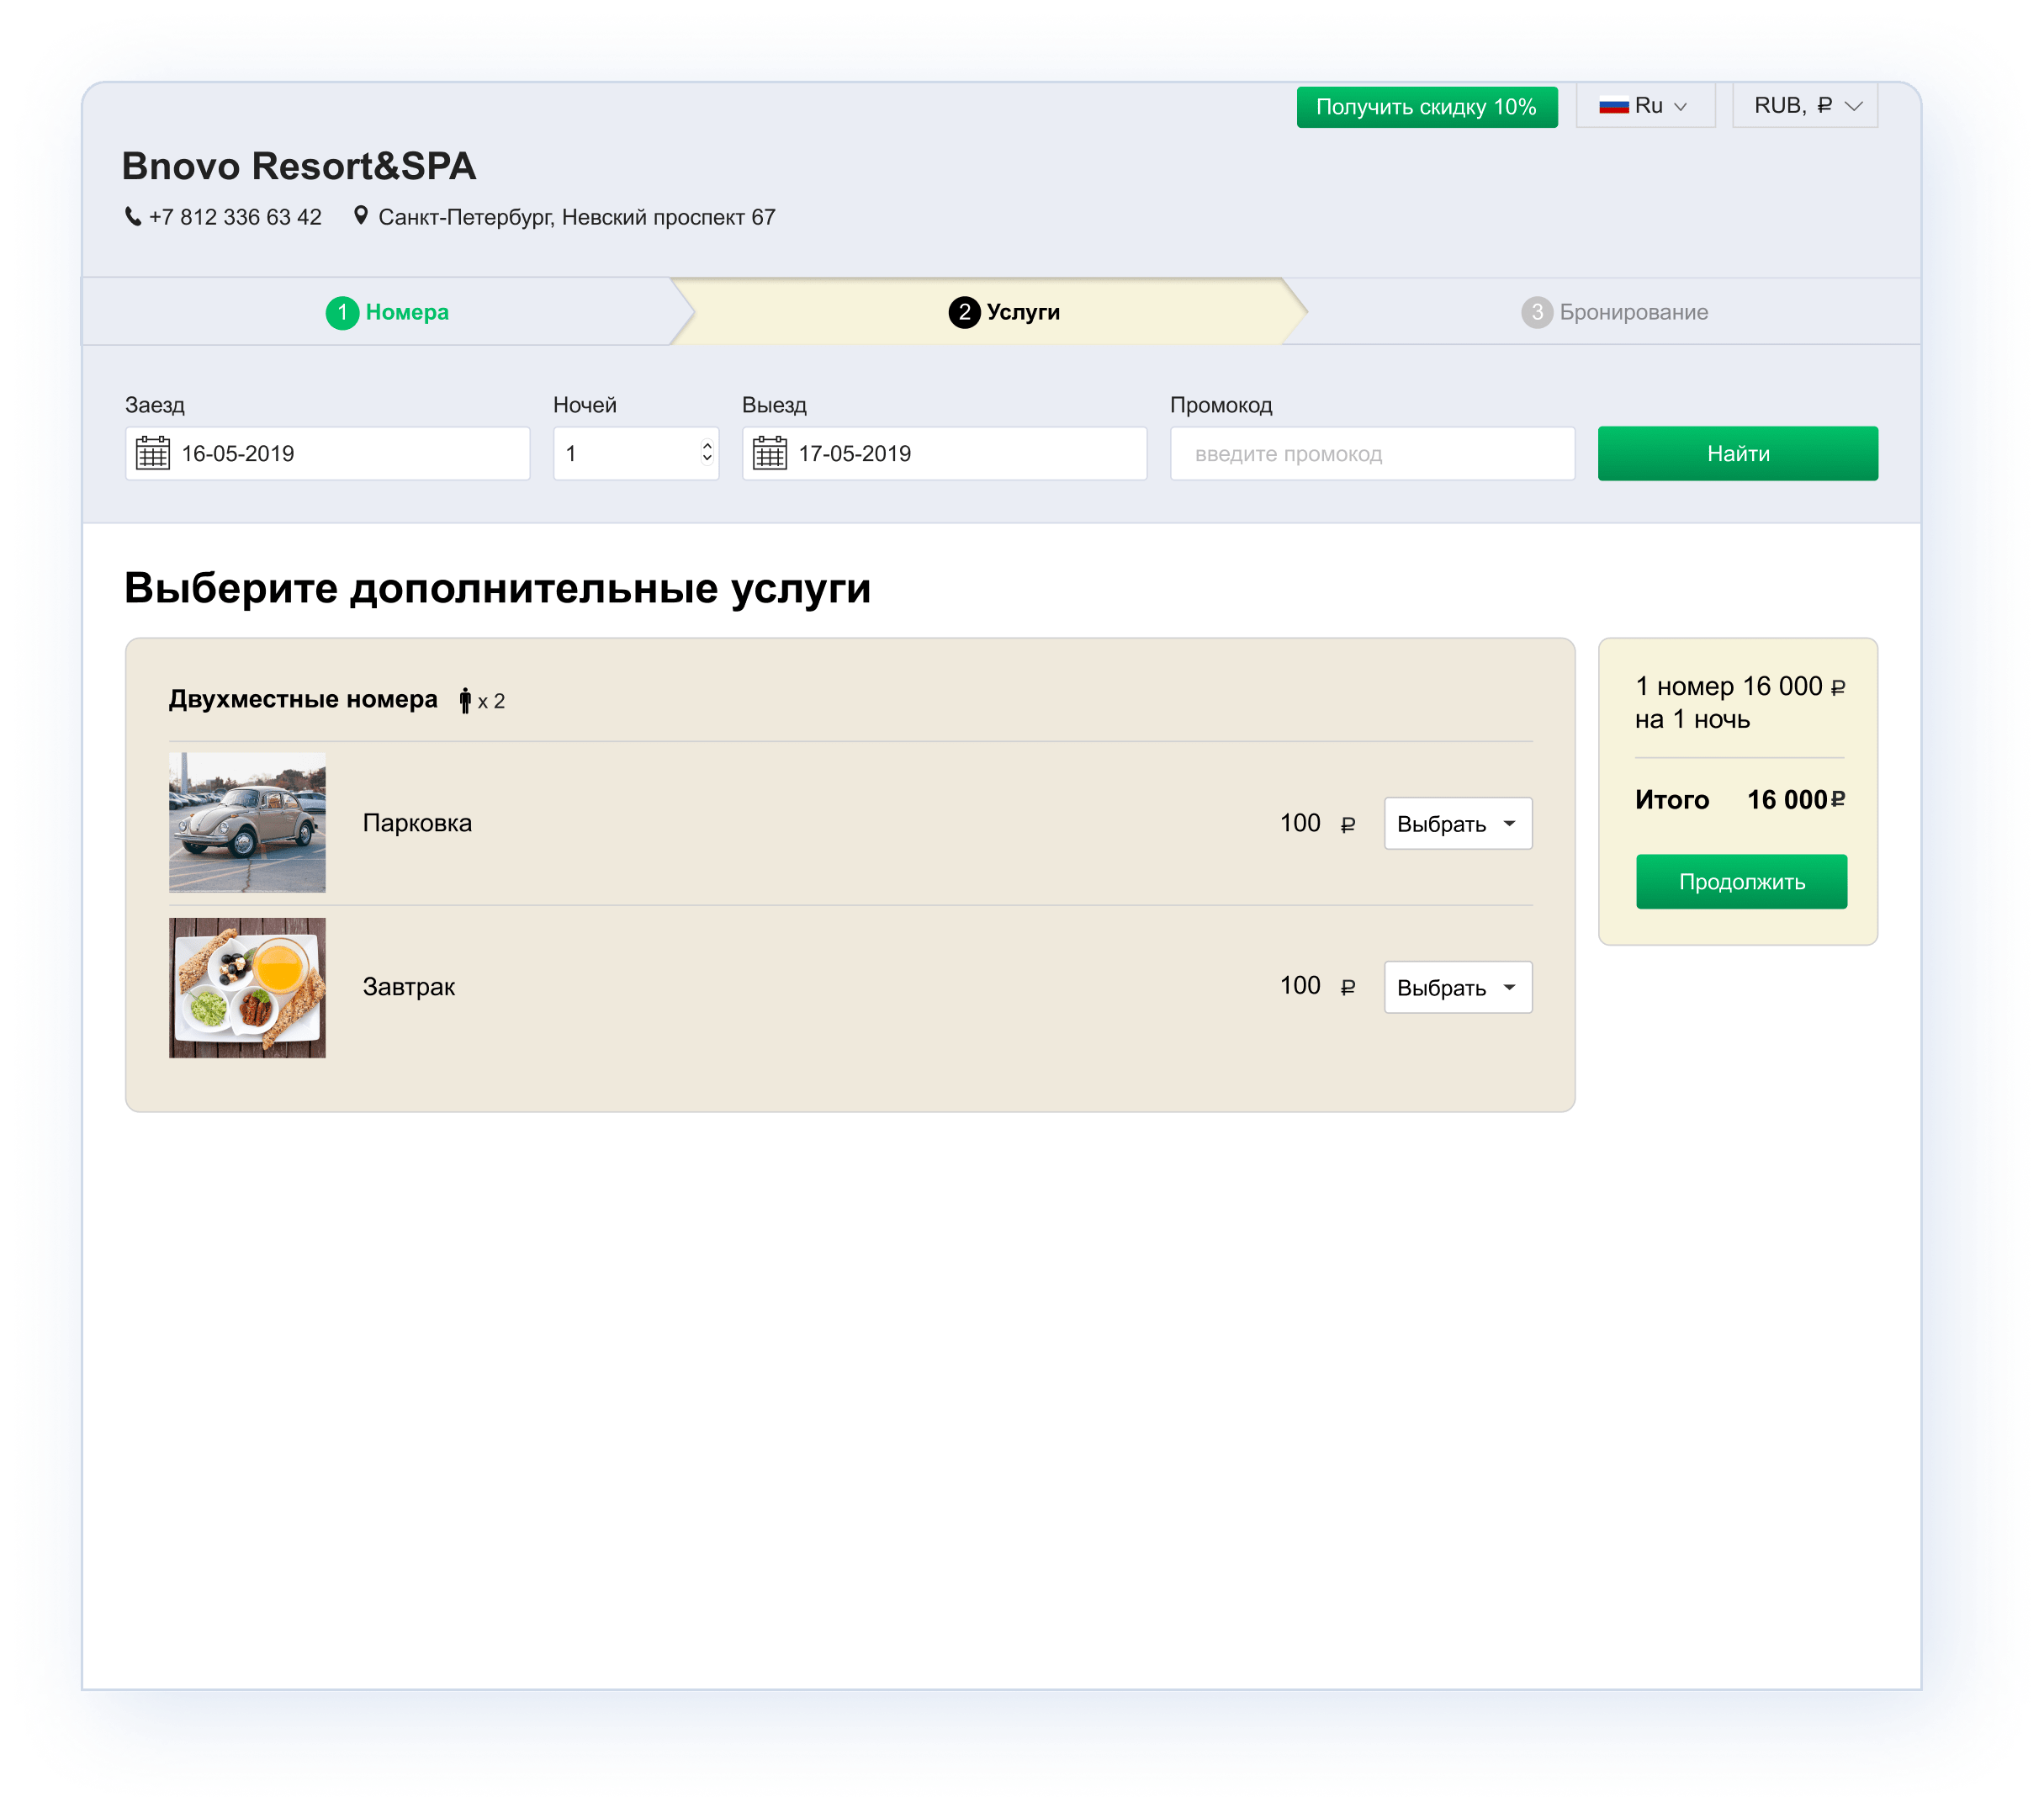 Получить скидку 10% Ru RUB, ₽
Bnovo Resort&SPA
+7 812 336 63 42 Санкт-Петербург, Невский проспект 67
1 Номера 2 Услуги 3 Бронирование
Заезд Ночей Выезд Промокод
16-05-2019 1 17-05-2019 введите промокод Найти
Выберите дополнительные услуги
Двухместные номера x 2
Парковка 100 ₽ Выбрать
Завтрак 100 ₽ Выбрать
1 номер 16 000 ₽
на 1 ночь
Итого 16 000₽
Продолжить